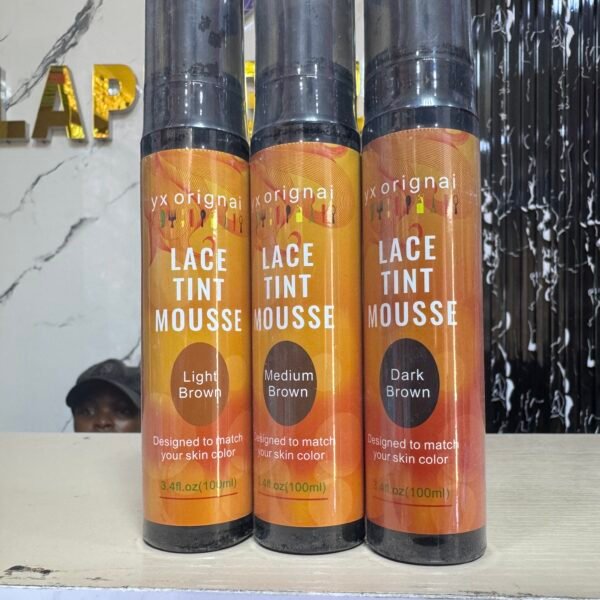 LAP
yx orignai
LACE
TINT
MOUSSE
Light
Brown
Designed to match
your skin color
3.4fl.oz(100ml)
yx orignai
LACE
TINT
MOUSSE
Medium
Brown
Designed to match
your skin color
3.4fl.oz(100ml)
yx orignai
LACE
TINT
MOUSSE
Dark
Brown
Designed to match
your skin color
3.4fl.oz(100ml)